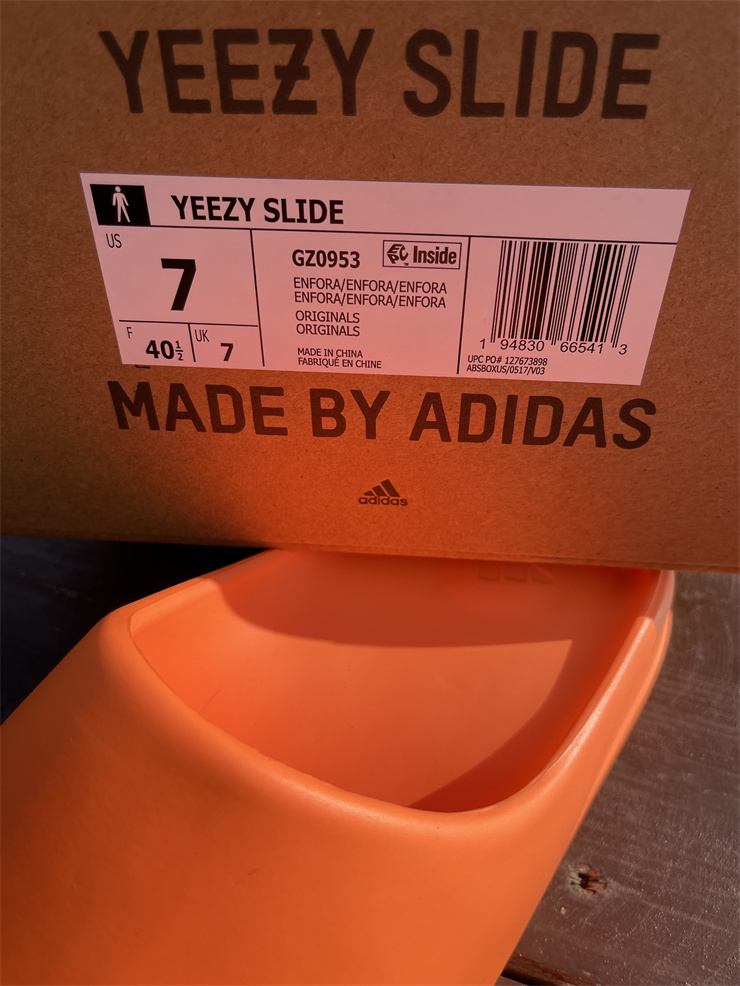 YEEZY SLIDE
YEEZY SLIDE
US
7
F
40½
UK
7
GZ0953
Inside
ENFORA/ENFORA/ENFORA
ENFORA/ENFORA/ENFORA
ORIGINALS
ORIGINALS
MADE IN CHINA
FABRIQUÉ EN CHINE
1 94830 66541 3
UPC PO# 127673898
ABSBOXUS/0517/V03
MADE BY ADIDAS
adidas